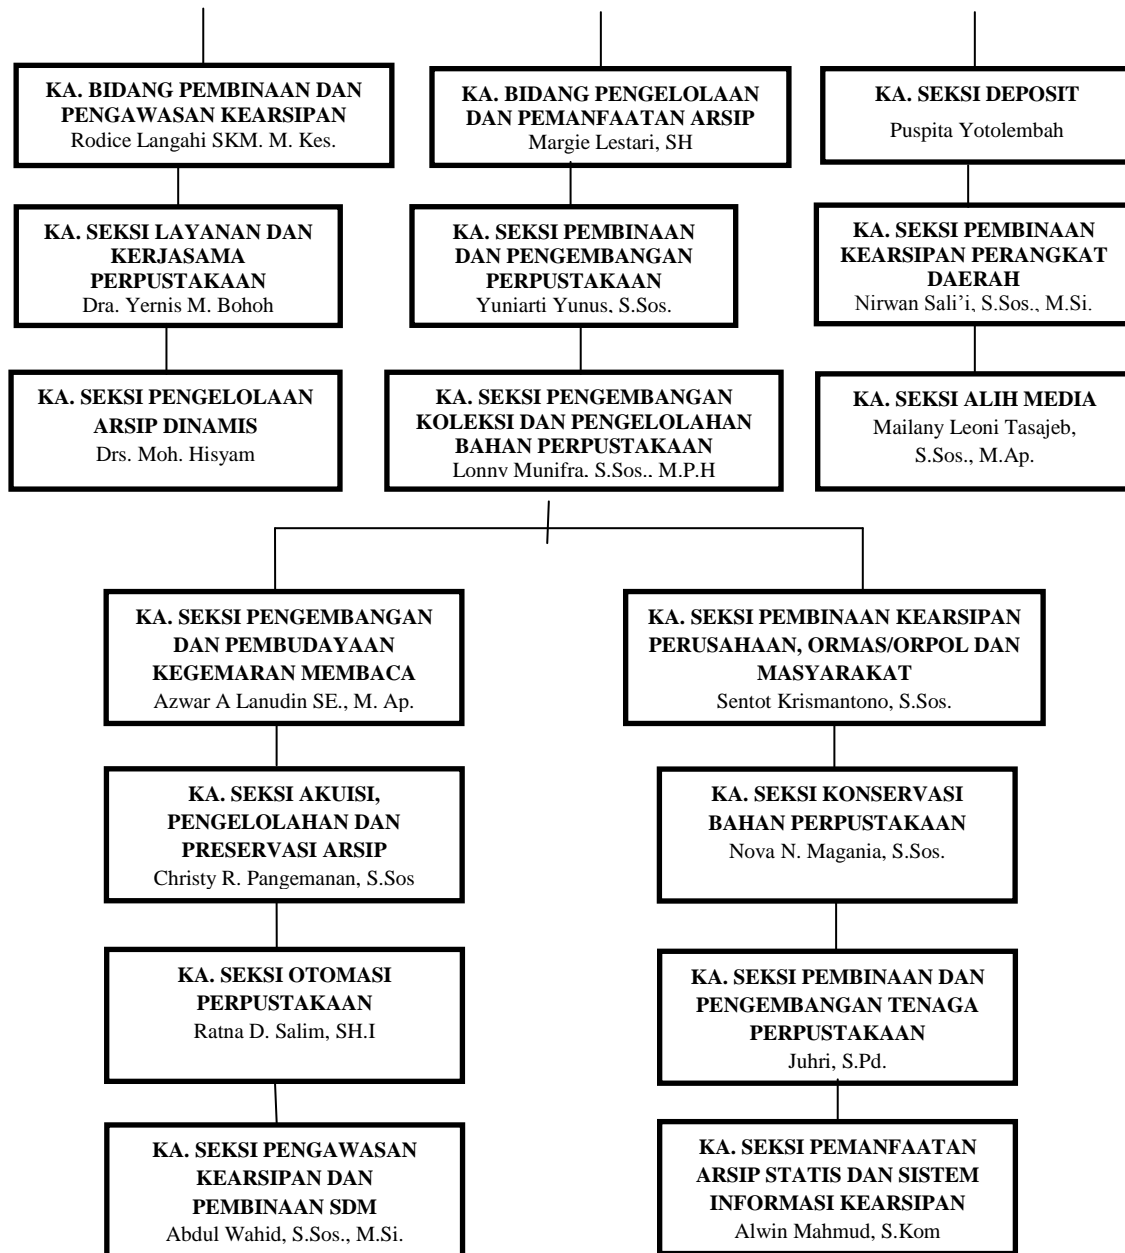 KA. BIDANG PEMBINAAN DAN
PENGAWASAN KEARSIPAN
Rodice Langahi SKM. M. Kes.
KA. BIDANG PENGELOLAAN
DAN PEMANFAATAN ARSIP
Margie Lestari, SH
KA. SEKSI DEPOSIT
Puspita Yotolembah
KA. SEKSI LAYANAN DAN
KERJASAMA
PERPUSTAKAAN
Dra. Yernis M. Bohoh
KA. SEKSI PEMBINAAN
DAN PENGEMBANGAN
PERPUSTAKAAN
Yuniarti Yunus, S.Sos.
KA. SEKSI PEMBINAAN
KEARSIPAN PERANGKAT
DAERAH
Nirwan Sali’i, S.Sos., M.Si.
KA. SEKSI PENGELOLAAN
ARSIP DINAMIS
Drs. Moh. Hisyam
KA. SEKSI PENGEMBANGAN
KOLEKSI DAN PENGELOLAHAN
BAHAN PERPUSTAKAAN
Lonny Munifra, S.Sos., M.P.H
KA. SEKSI ALIH MEDIA
Mailany Leoni Tasajeb,
S.Sos., M.Ap.
KA. SEKSI PENGEMBANGAN
DAN PEMBUDAYAAN
KEGEMARAN MEMBACA
Azwar A Lanudin SE., M. Ap.
KA. SEKSI PEMBINAAN KEARSIPAN
PERUSAHAAN, ORMAS/ORPOL DAN
MASYARAKAT
Sentot Krismantono, S.Sos.
KA. SEKSI AKUISI,
PENGELOLAHAN DAN
PRESERVASI ARSIP
Christy R. Pangemanan, S.Sos
KA. SEKSI KONSERVASI
BAHAN PERPUSTAKAAN
Nova N. Magania, S.Sos.
KA. SEKSI OTOMASI
PERPUSTAKAAN
Ratna D. Salim, SH.I
KA. SEKSI PEMBINAAN DAN
PENGEMBANGAN TENAGA
PERPUSTAKAAN
Juhri, S.Pd.
KA. SEKSI PENGAWASAN
KEARSIPAN DAN
PEMBINAAN SDM
Abdul Wahid, S.Sos., M.Si.
KA. SEKSI PEMANFAATAN
ARSIP STATIS DAN SISTEM
INFORMASI KEARSIPAN
Alwin Mahmud, S.Kom